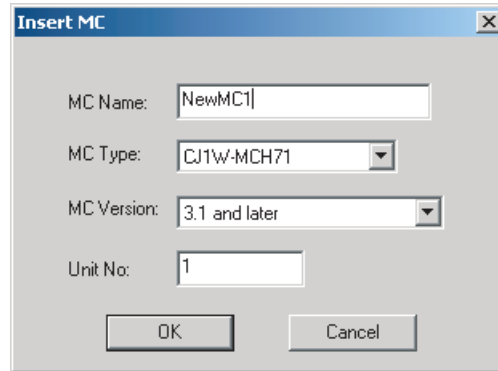 Insert MC
MC Name: NewMC1
MC Type: CJ1W-MCH71
MC Version: 3.1 and later
Unit No: 1
OK Cancel